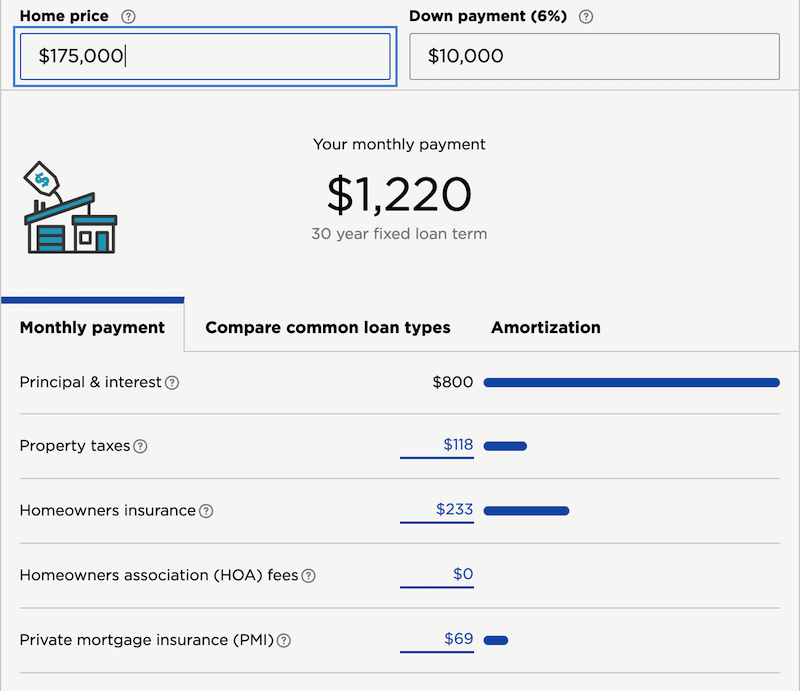 Home price ? Down payment (6%) ?
$175,000 $10,000
Your monthly payment
$
$1,220
30 year fixed loan term
Monthly payment Compare common loan types Amortization
Principal & interest ? $800
Property taxes ? $118
Homeowners insurance ? $233
Homeowners association (HOA) fees ? $0
Private mortgage insurance (PMI) ? $69